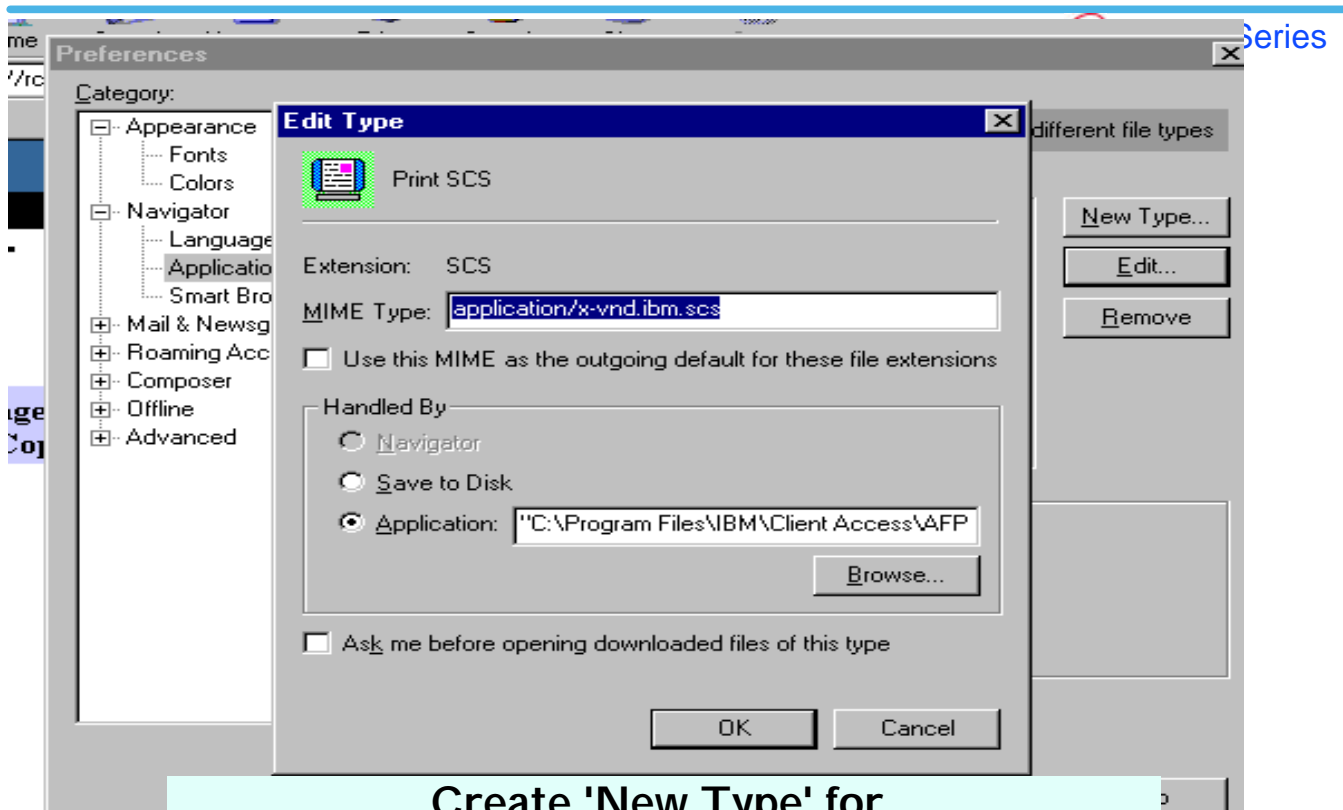 Series
me
Preferences
//rc
Category:
Appearance
Fonts
Colors
Navigator
Language
Applicatio
Smart Bro
Mail & Newsg
Roaming Acc
Composer
Offline
Advanced
Edit Type
different file types
Print SCS
New Type...
Edit...
Remove
Extension: SCS
MIME Type: application/x-vnd.ibm.scs
Use this MIME as the outgoing default for these file extensions
Handled By
Navigator
Save to Disk
Application: "C:\Program Files\IBM\Client Access\AFP
Browse...
Ask me before opening downloaded files of this type
OK Cancel
age
Cop
Create 'New Type' for